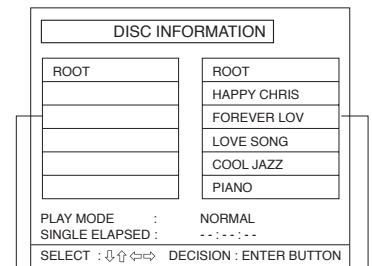 DISC INFORMATION
ROOT
ROOT
HAPPY CHRIS
FOREVER LOV
LOVE SONG
COOL JAZZ
PIANO
PLAY MODE : NORMAL
SINGLE ELAPSED : - - : - - : - -
SELECT : ⇩⇧⇦⇨ DECISION : ENTER BUTTON